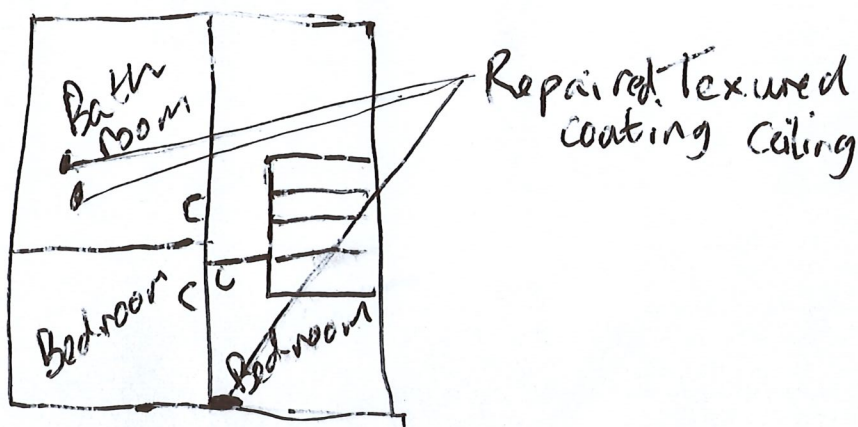 Bath
room
Repaired Texured
coating Ceiling
C
C
C
Bedroom
Bedroom